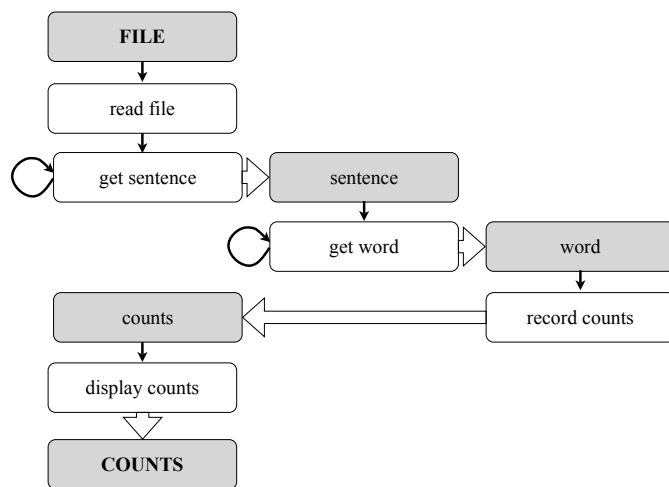 FILE
read file
get sentence
sentence
get word
word
counts
record counts
display counts
COUNTS